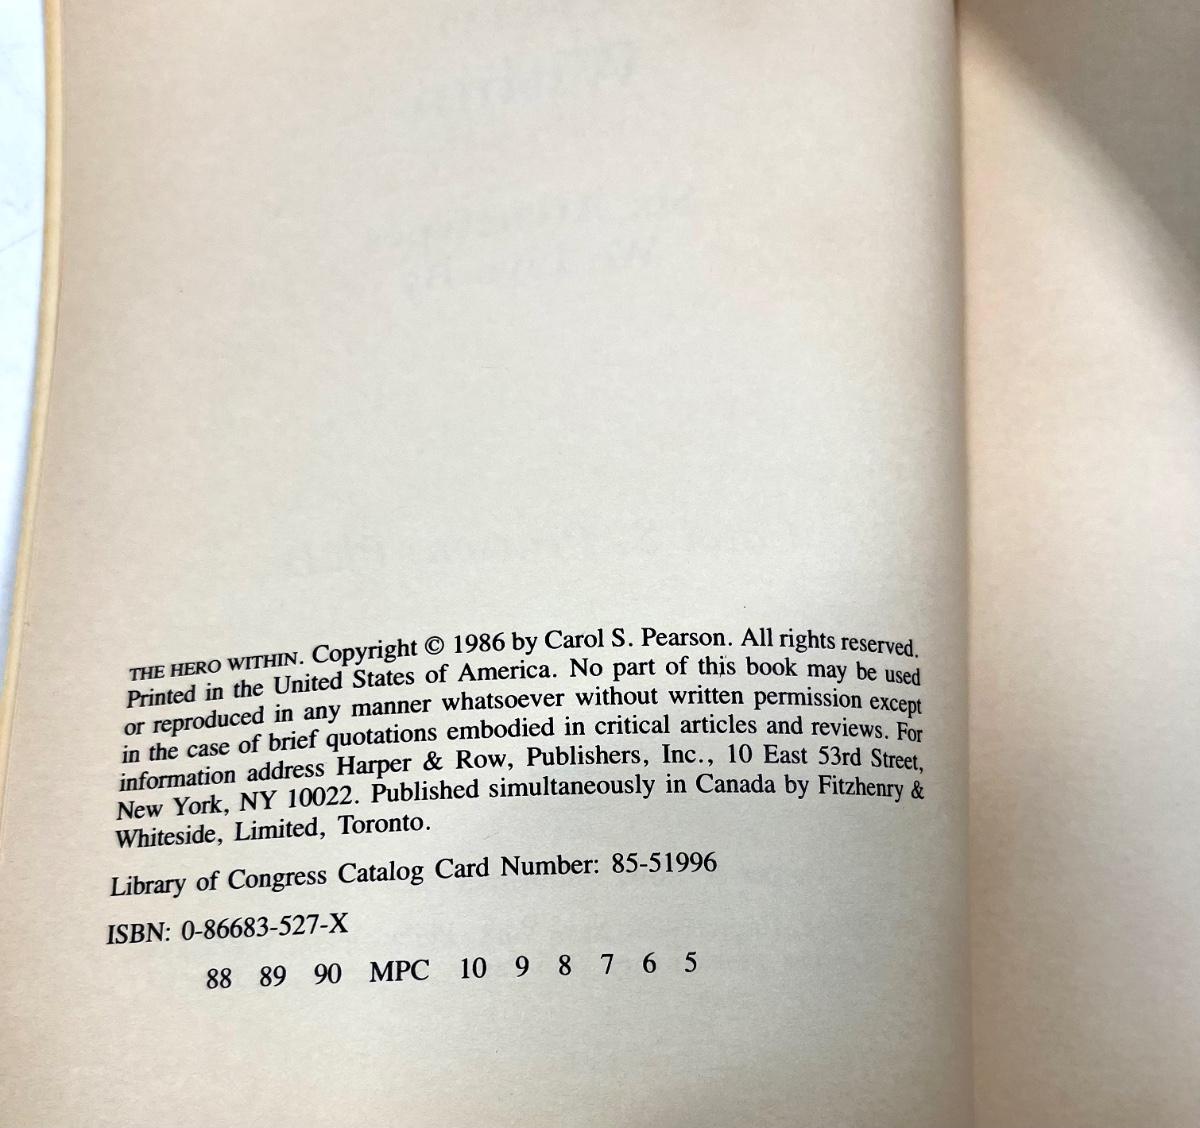 THE HERO WITHIN. Copyright © 1986 by Carol S. Pearson. All rights reserved.
Printed in the United States of America. No part of this book may be used
or reproduced in any manner whatsoever without written permission except
in the case of brief quotations embodied in critical articles and reviews. For
information address Harper & Row, Publishers, Inc., 10 East 53rd Street,
New York, NY 10022. Published simultaneously in Canada by Fitzhenry &
Whiteside, Limited, Toronto.
Library of Congress Catalog Card Number: 85-51996
ISBN: 0-86683-527-X
88 89 90 MPC 10 9 8 7 6 5